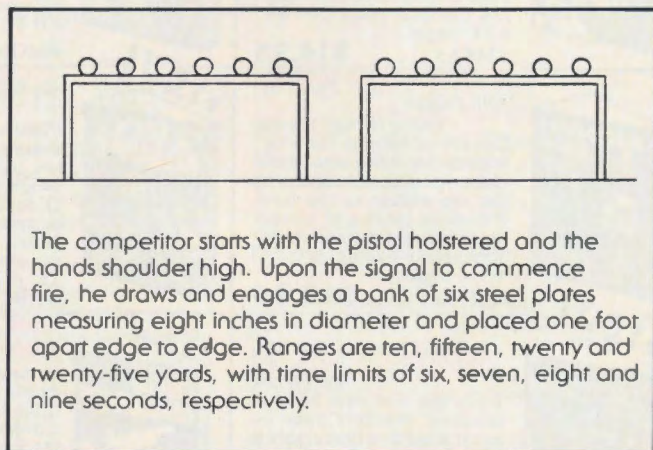 The competitor starts with the pistol holstered and the
hands shoulder high. Upon the signal to commence
fire, he draws and engages a bank of six steel plates
measuring eight inches in diameter and placed one foot
apart edge to edge. Ranges are ten, fifteen, twenty and
twenty-five yards, with time limits of six, seven, eight and
nine seconds, respectively.